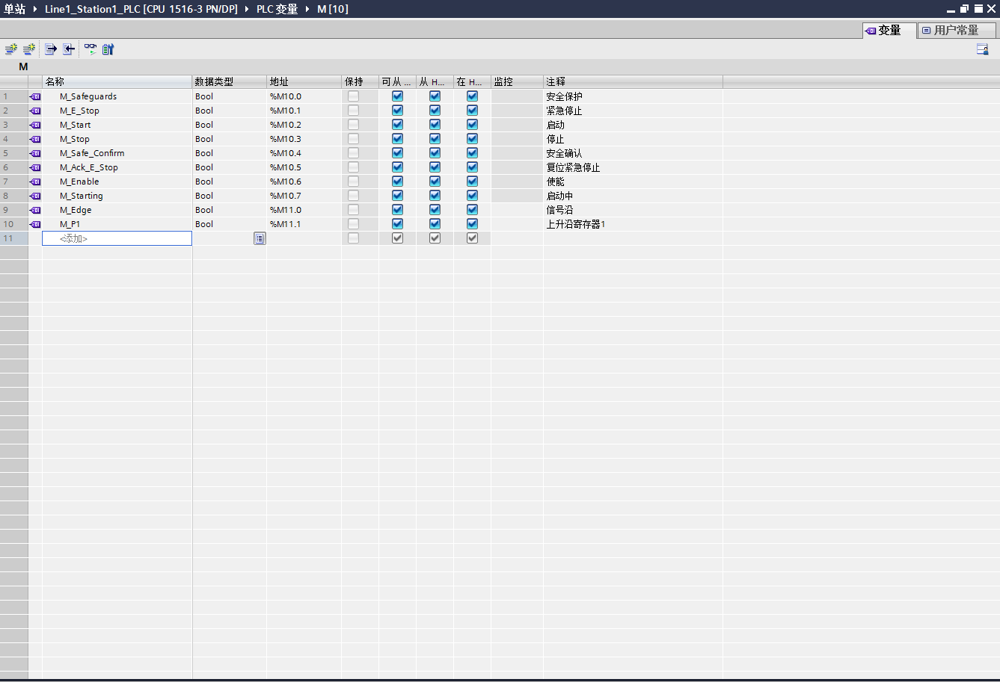 单站 Line1_Station1_PLC [CPU 1516-3 PN/DP] PLC 变量 M [10]
变量 用户常量
M
名称 数据类型 地址 保持 可从 ... 从 H... 在 H... 监控 注释
1 M_Safeguards Bool %M10.0 安全保护
2 M_E_Stop Bool %M10.1 紧急停止
3 M_Start Bool %M10.2 启动
4 M_Stop Bool %M10.3 停止
5 M_Safe_Confirm Bool %M10.4 安全确认
6 M_Ack_E_Stop Bool %M10.5 复位紧急停止
7 M_Enable Bool %M10.6 使能
8 M_Starting Bool %M10.7 启动中
9 M_Edge Bool %M11.0 信号沿
10 M_P1 Bool %M11.1 上升沿寄存器1
11 <添加>